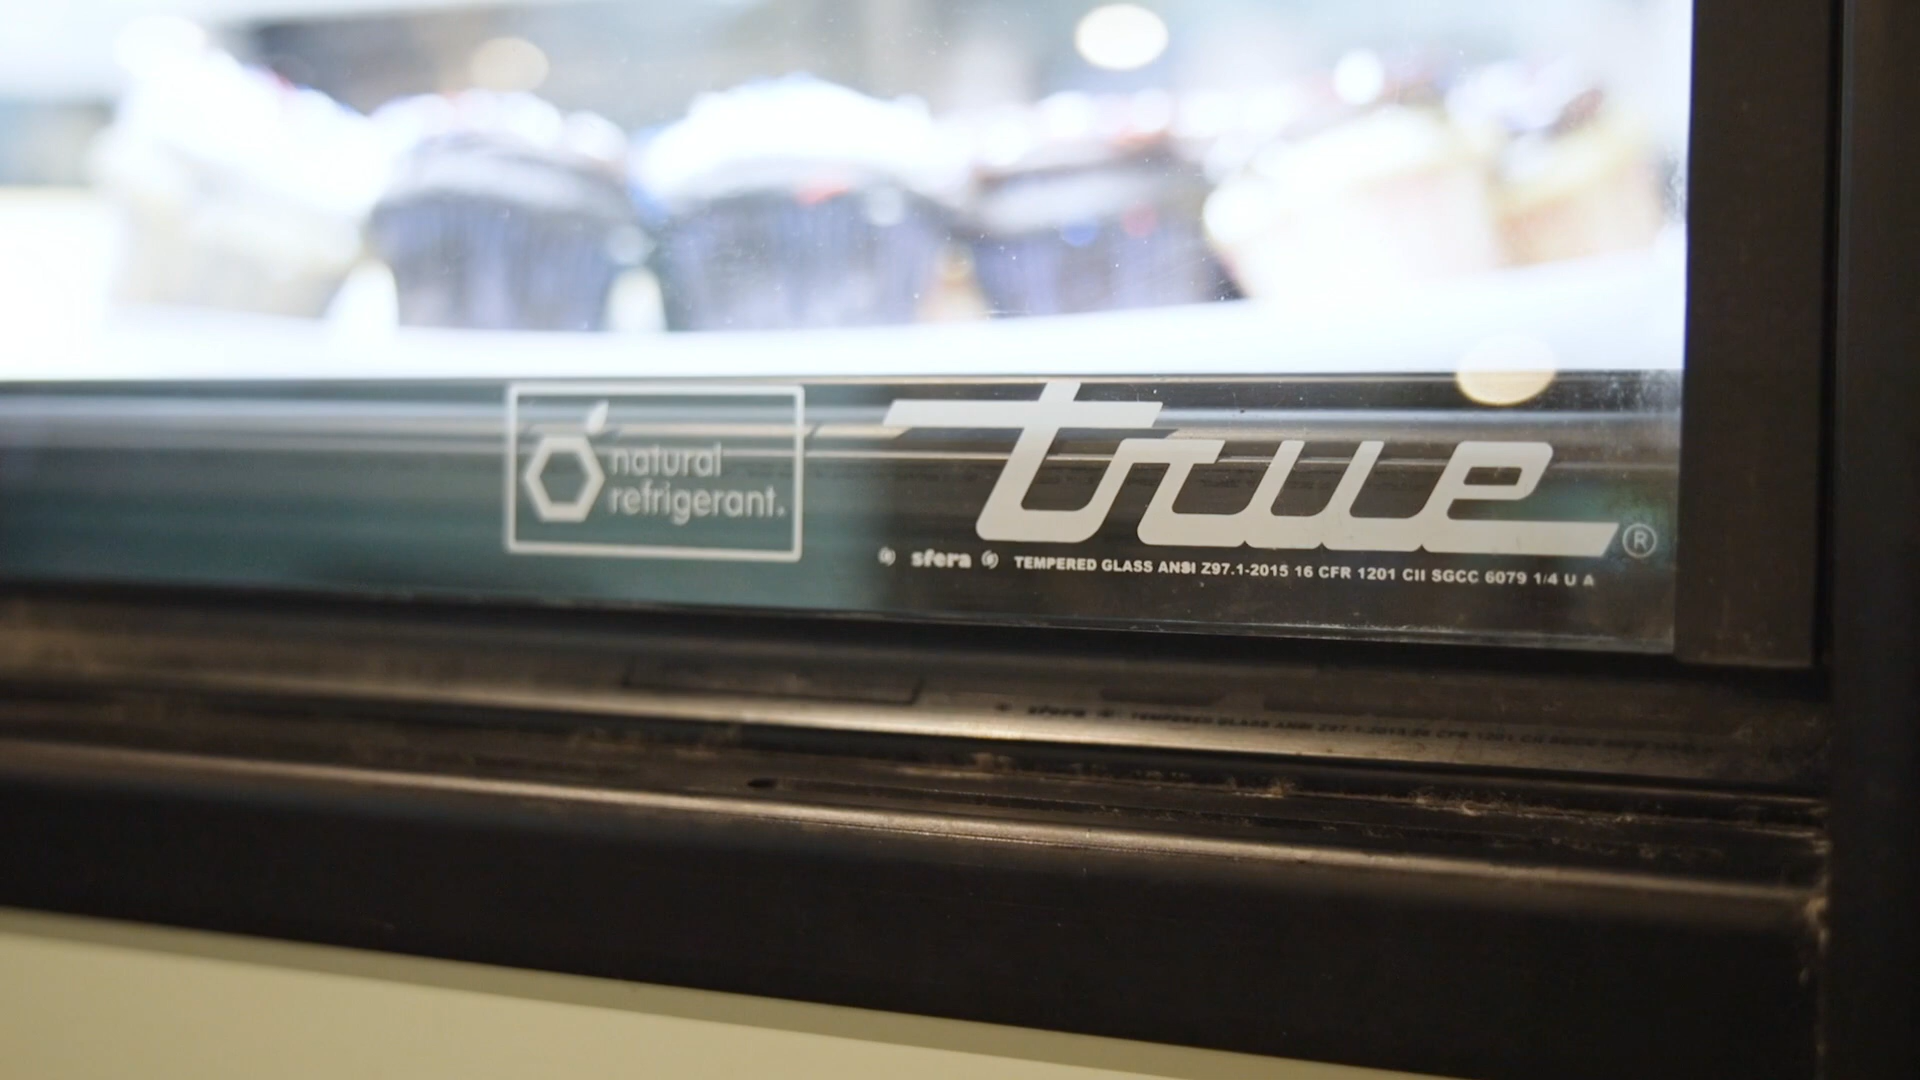 natural
refrigerant.
true®
sfera TEMPERED GLASS ANSI Z97.1-2015 16 CFR 1201 CII SGCC 6079 1/4 U A